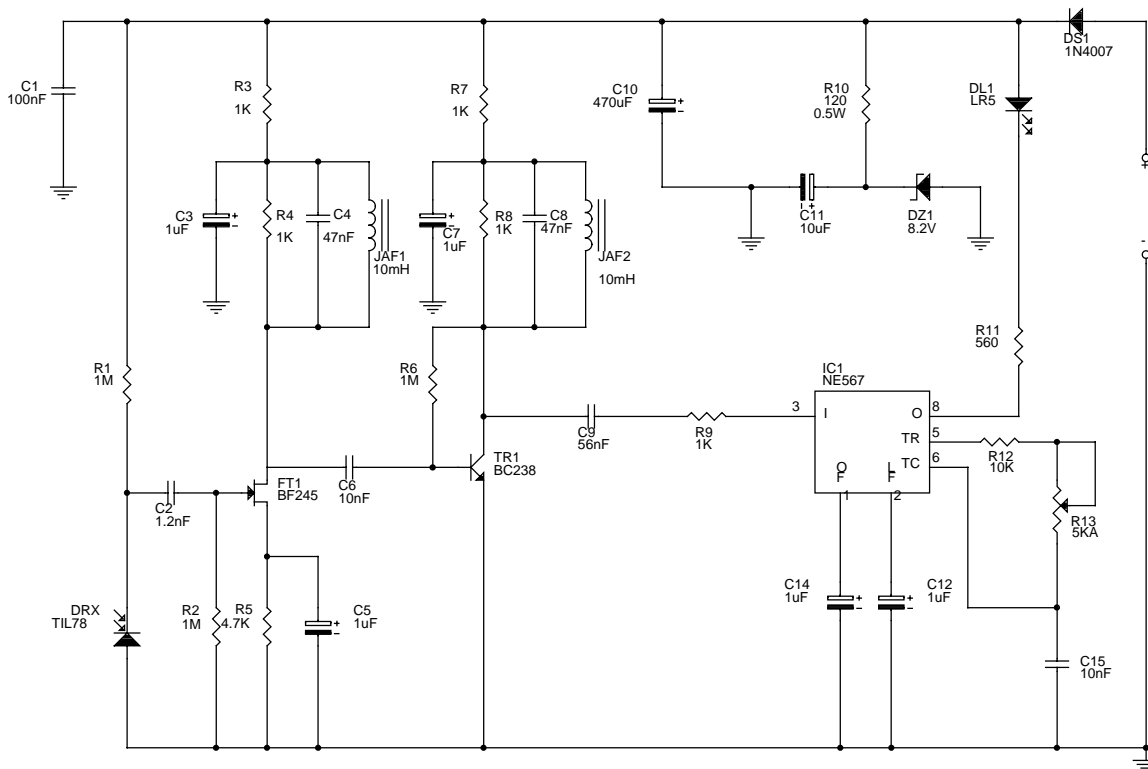 DS1
1N4007
C1
100nF
R3
1K
R7
1K
C10
470uF
+
-
R10
120
0.5W
DL1
LR5
+
C3
1uF
+
-
R4
1K
C4
47nF
JAF1
10mH
C7
1uF
+
-
R8
1K
C8
47nF
JAF2
10mH
C11
10uF
-
+
DZ1
8.2V
-
R1
1M
R6
1M
R11
560
IC1
NE567
3
I
O
8
TR
5
TC
6
O
F
L
F
1
2
C9
56nF
R9
1K
R12
10K
R13
5KA
TR1
BC238
C6
10nF
FT1
BF245
C2
1.2nF
DRX
TIL78
R2
1M
R5
4.7K
C5
1uF
+
-
C14
1uF
+
-
C12
1uF
+
-
C15
10nF